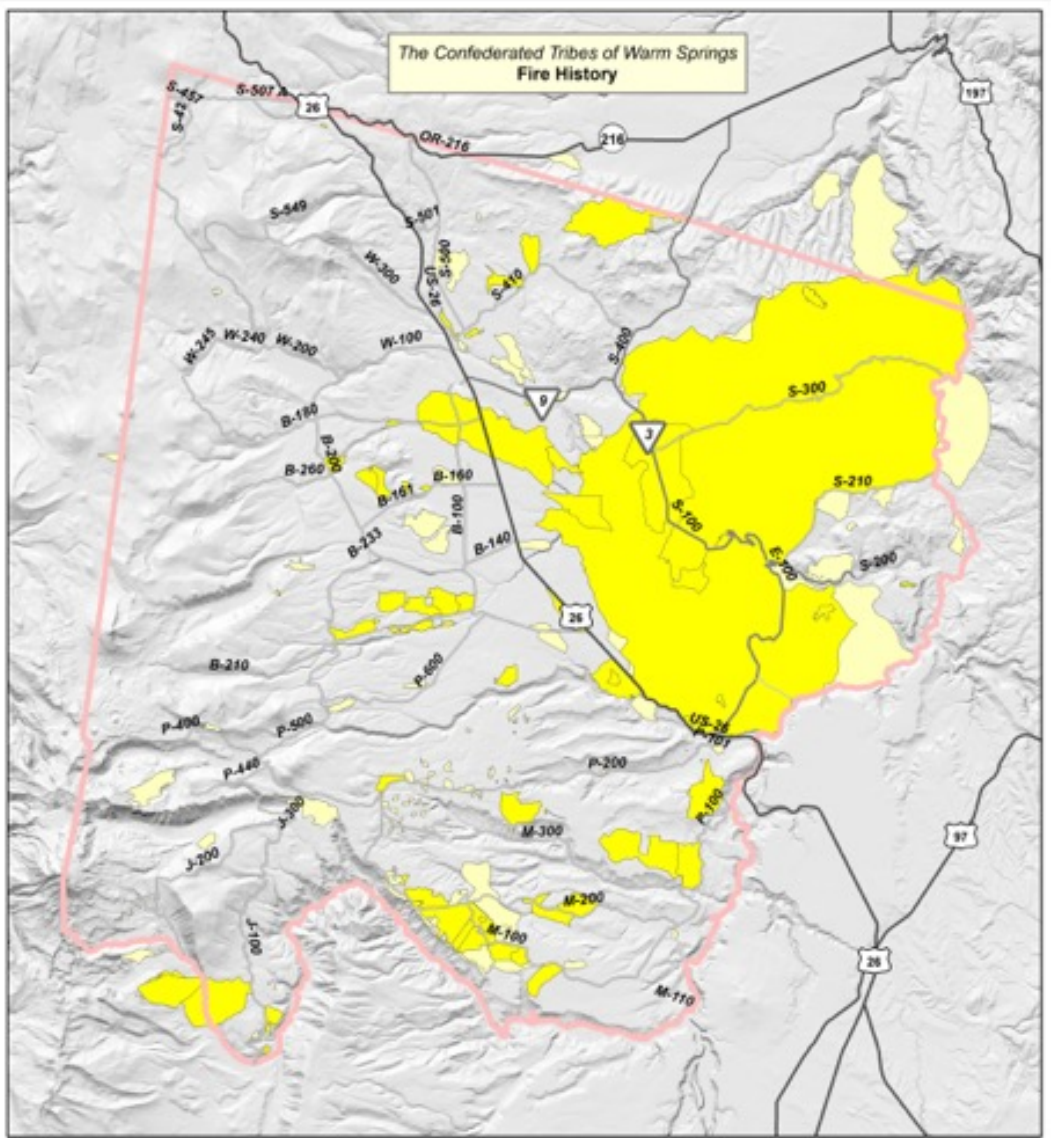 The Confederated Tribes of Warm Springs
Fire History
S-457
S-507 A
S-42
26
197
OR-216
216
S-549
S-501
W-300
S-500
US-26
S-410
W-245
W-240
W-200
W-100
S-400
S-300
9
3
B-180
B-200
B-260
B-161
B-160
B-100
S-210
S-100
B-233
B-140
E-100
S-200
26
B-210
P-600
P-400
P-500
US-26
P-101
P-440
P-200
P-100
J-300
M-300
97
J-200
M-200
J-100
M-100
26
M-110